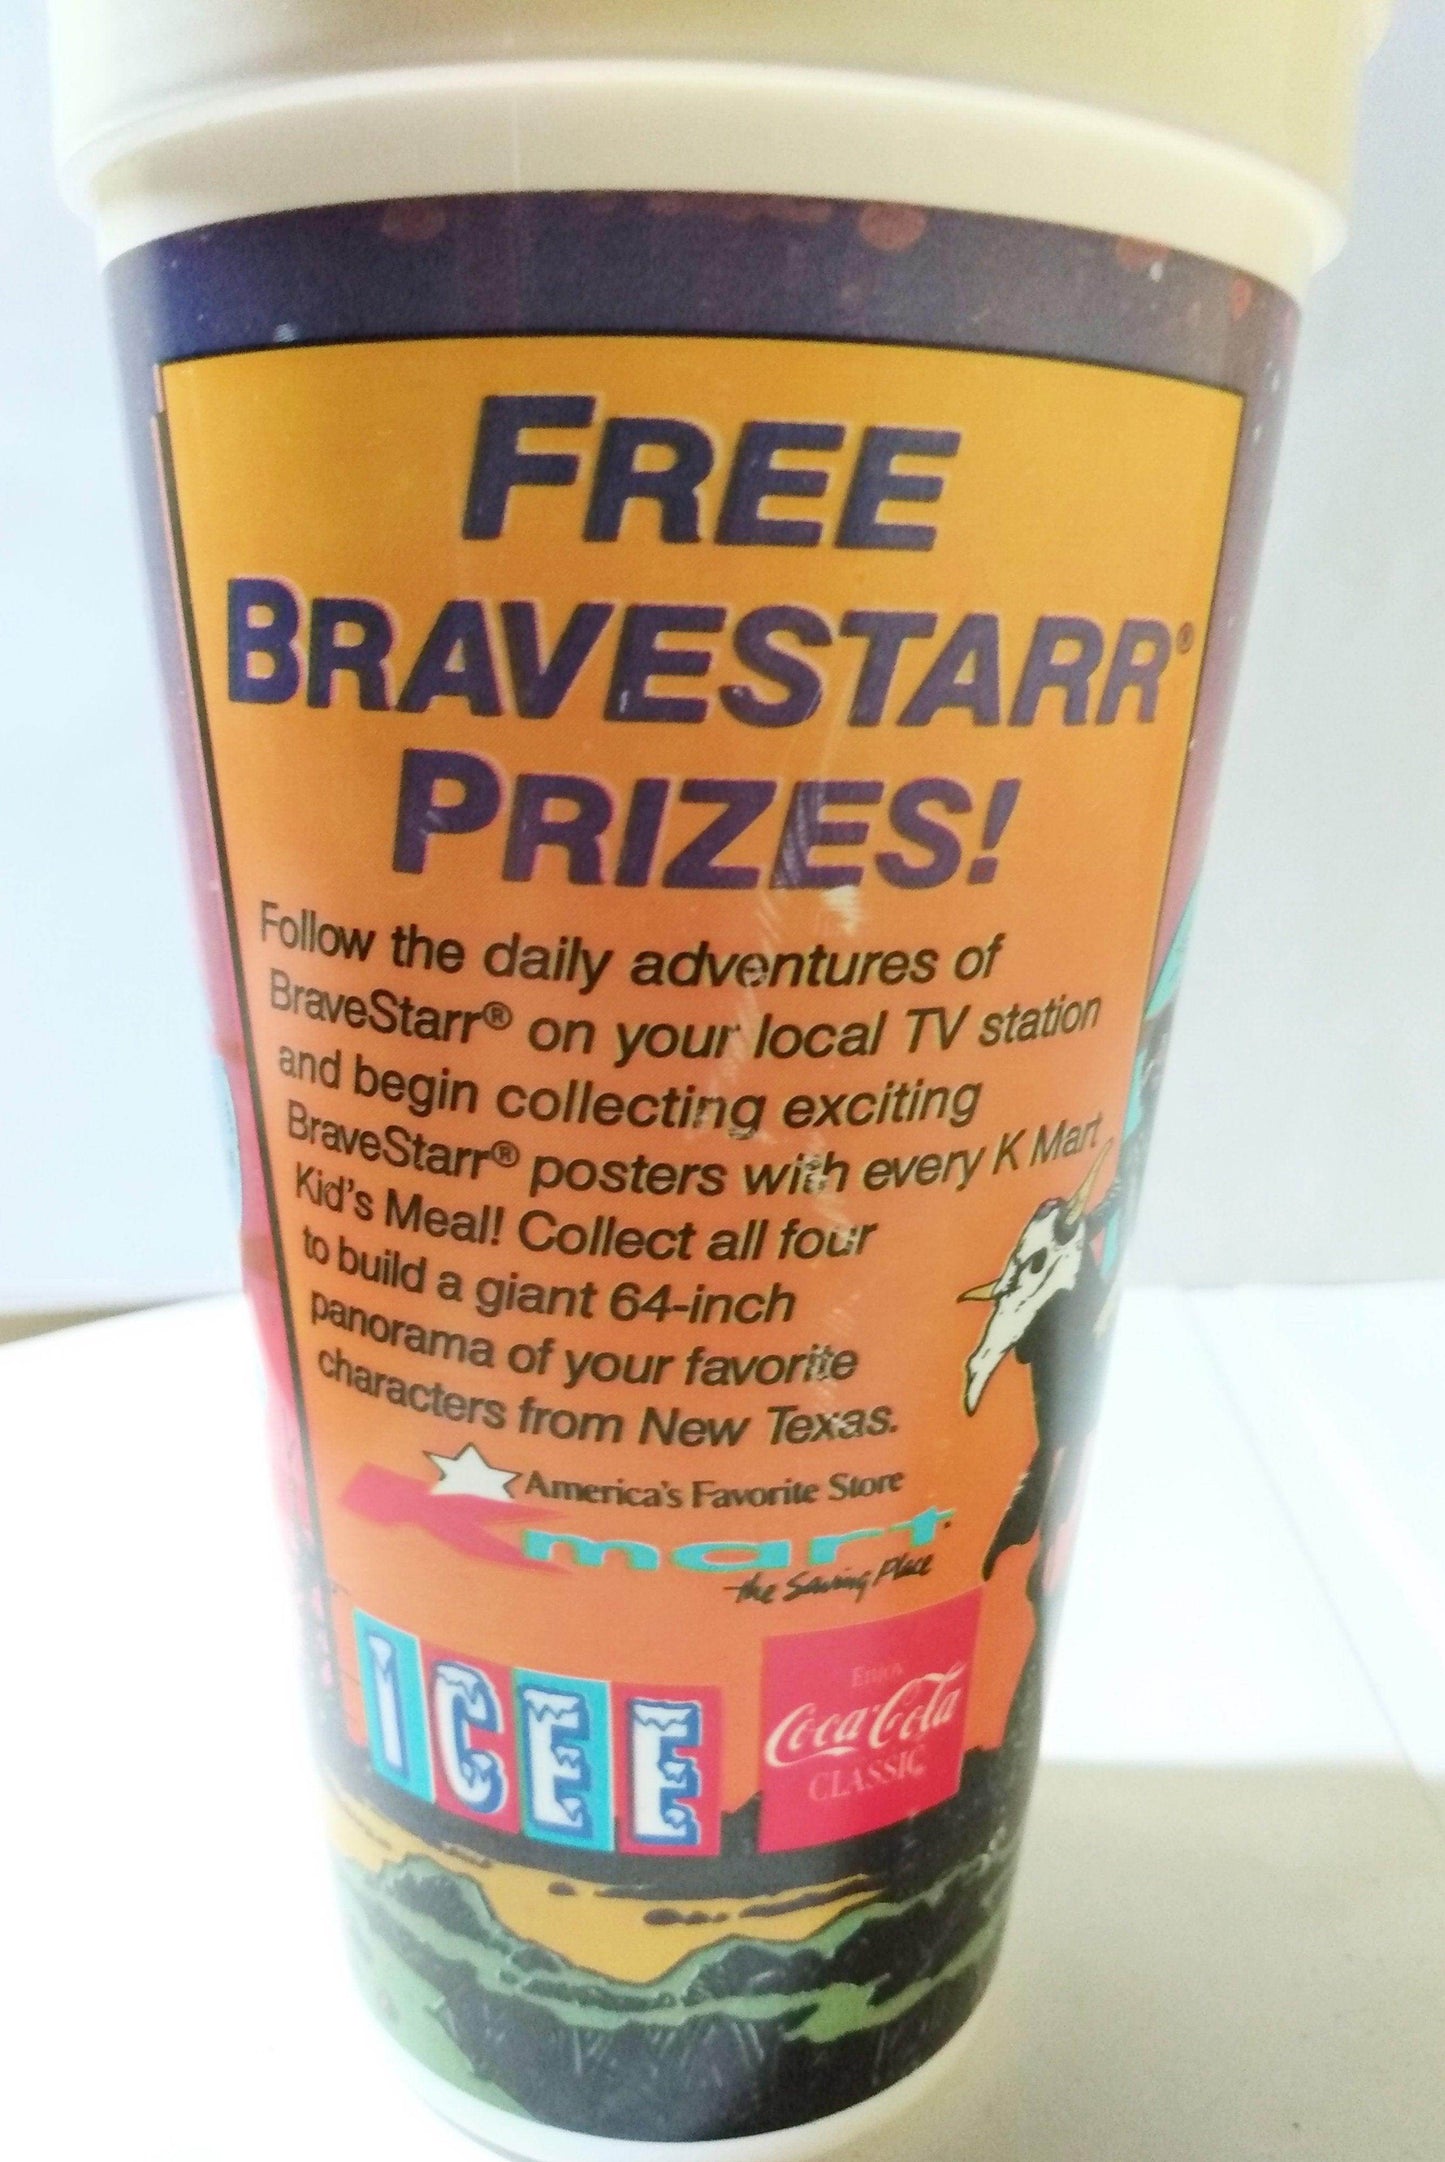 FREE
BRAVESTARR®
PRIZES!
Follow the daily adventures of
BraveStarr® on your local TV station
and begin collecting exciting
BraveStarr® posters with every K Mart
Kid's Meal! Collect all four
to build a giant 64-inch
panorama of your favorite
characters from New Texas.
America's Favorite Store
Kmart
the Saving Place
ICEE
Enjoy
Coca-Cola
CLASSIC